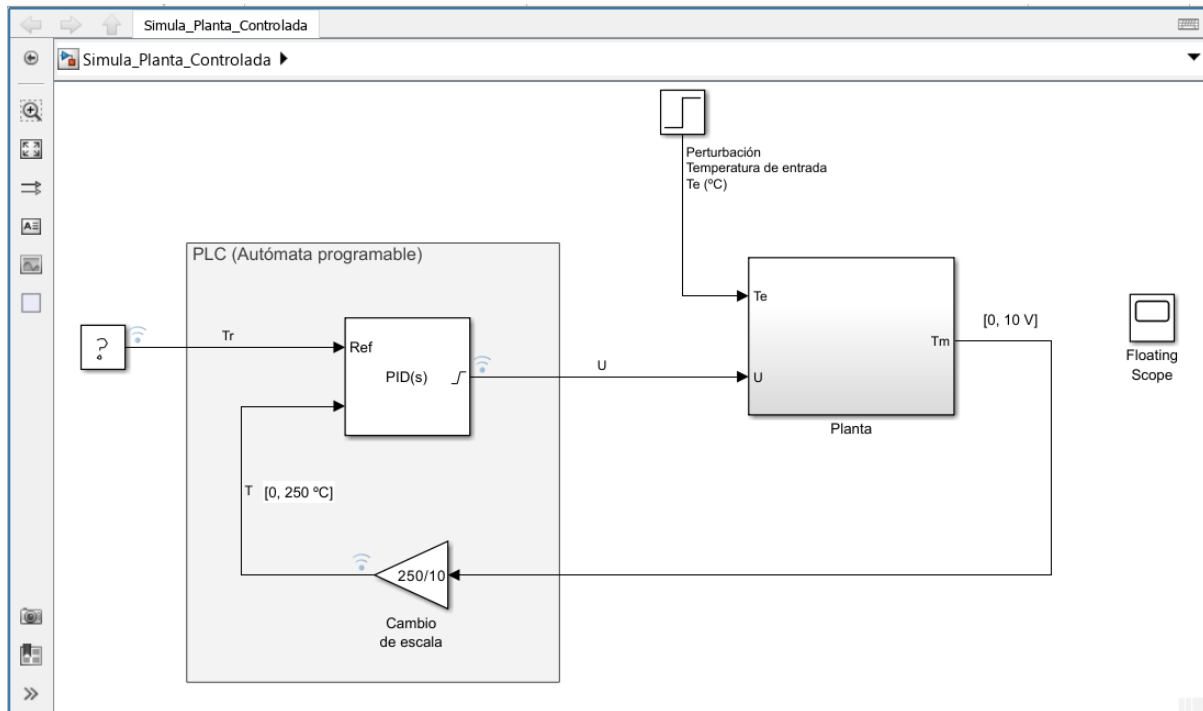 Simula_Planta_Controlada
Simula_Planta_Controlada
Perturbación
Temperatura de entrada
Te (ºC)
PLC (Autómata programable)
?
Tr
Ref
PID(s)
U
Te
U
Tm
Planta
[0, 10 V]
Floating
Scope
T [0, 250 ºC]
250/10
Cambio
de escala